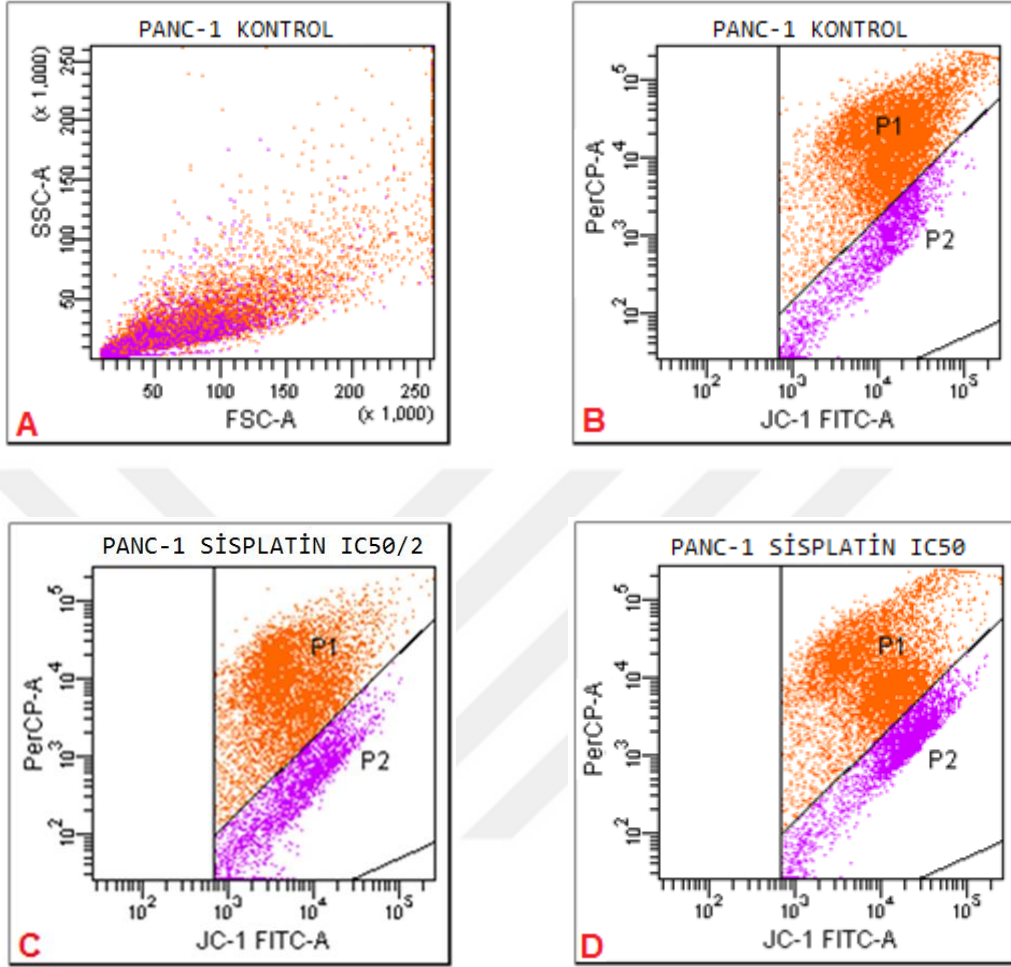 PANC-1 KONTROL
SSC-A
(x 1,000)
250
200
150
100
50
50 100 150 200 250
FSC-A (x 1,000)
A
PANC-1 KONTROL
PerCP-A
10^5
10^4
10^3
10^2
P1
P2
10^2 10^3 10^4 10^5
JC-1 FITC-A
B
PANC-1 SİSPLATİN IC50/2
PerCP-A
10^5
10^4
10^3
10^2
P1
P2
10^2 10^3 10^4 10^5
JC-1 FITC-A
C
PANC-1 SİSPLATİN IC50
PerCP-A
10^5
10^4
10^3
10^2
P1
P2
10^2 10^3 10^4 10^5
JC-1 FITC-A
D